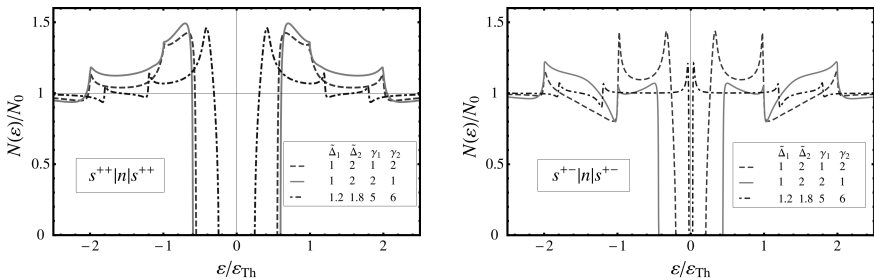 1.5
1
0.5
0
N(ε)/N₀
s⁺⁺|n|s⁺⁺
Δ̃₁ Δ̃₂ γ₁ γ₂
1 2 1 2
1 2 2 1
1.2 1.8 5 6
−2 −1 0 1 2
ε/εTh
1.5
1
0.5
0
N(ε)/N₀
s⁺⁻|n|s⁺⁻
Δ̃₁ Δ̃₂ γ₁ γ₂
1 2 1 2
1 2 2 1
1.2 1.8 5 6
−2 −1 0 1 2
ε/εTh